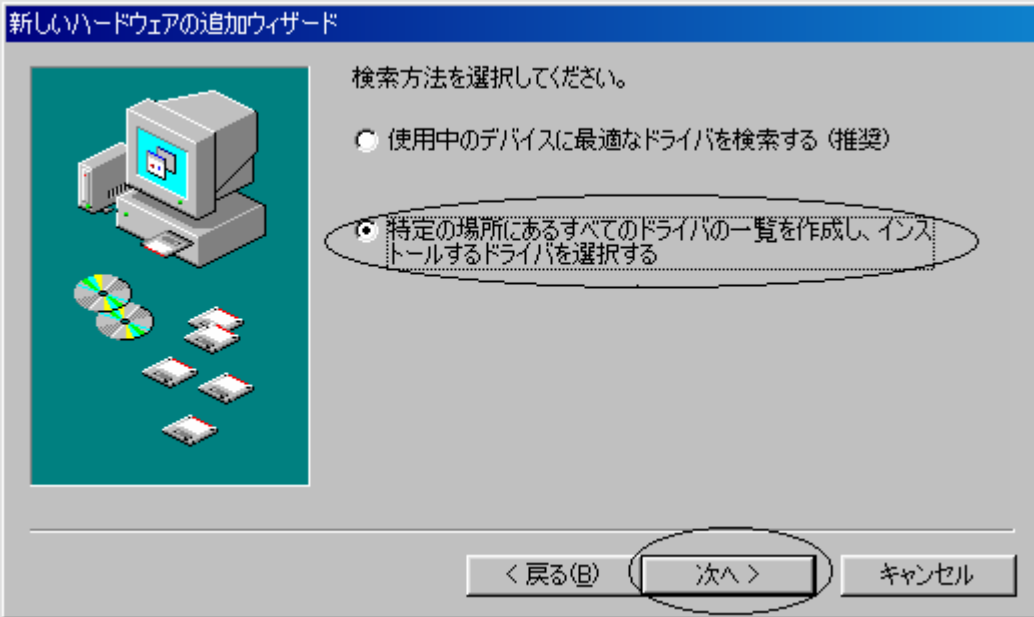 新しいハードウェアの追加ウィザード
検索方法を選択してください。
使用中のデバイスに最適なドライバを検索する (推奨)
特定の場所にあるすべてのドライバの一覧を作成し、インス
トールするドライバを選択する
< 戻る(B)
次へ >
キャンセル